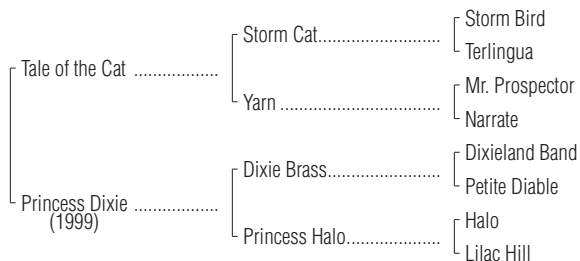 Storm Bird
Storm Cat........................
Terlingua
Tale of the Cat .................
Mr. Prospector
Yarn ................................
Narrate
Dixieland Band
Dixie Brass.......................
Petite Diable
Princess Dixie .................
(1999)
Halo
Princess Halo...................
Lilac Hill